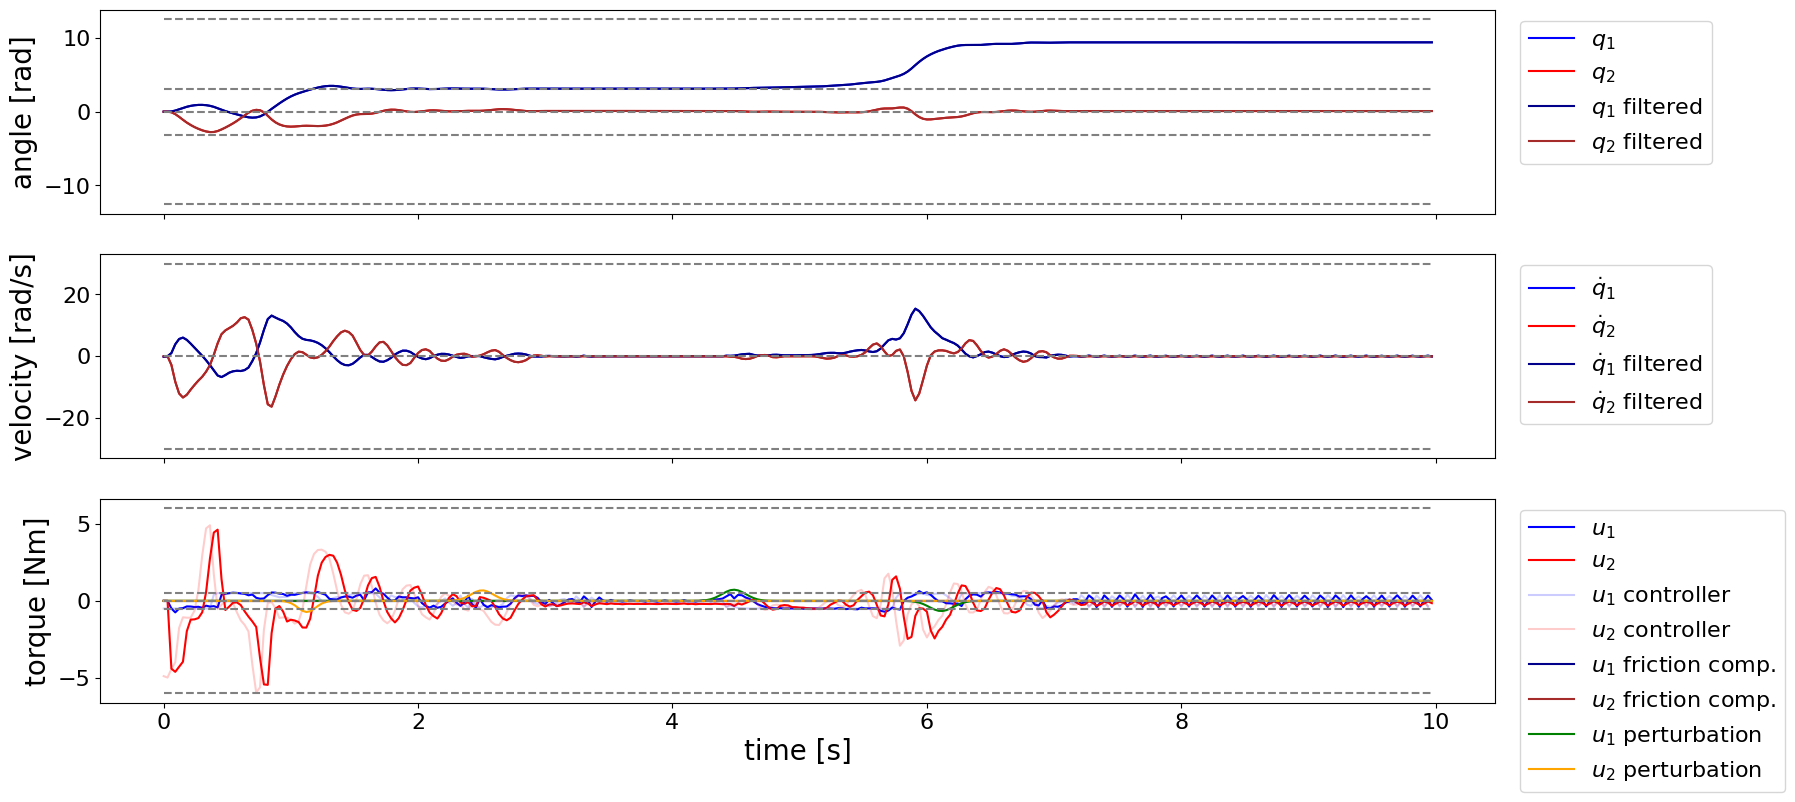 angle [rad]
10
0
−10
q₁
q₂
q₁ filtered
q₂ filtered
velocity [rad/s]
20
0
−20
q̇₁
q̇₂
q̇₁ filtered
q̇₂ filtered
torque [Nm]
5
0
−5
0 2 4 6 8 10
time [s]
u₁
u₂
u₁ controller
u₂ controller
u₁ friction comp.
u₂ friction comp.
u₁ perturbation
u₂ perturbation